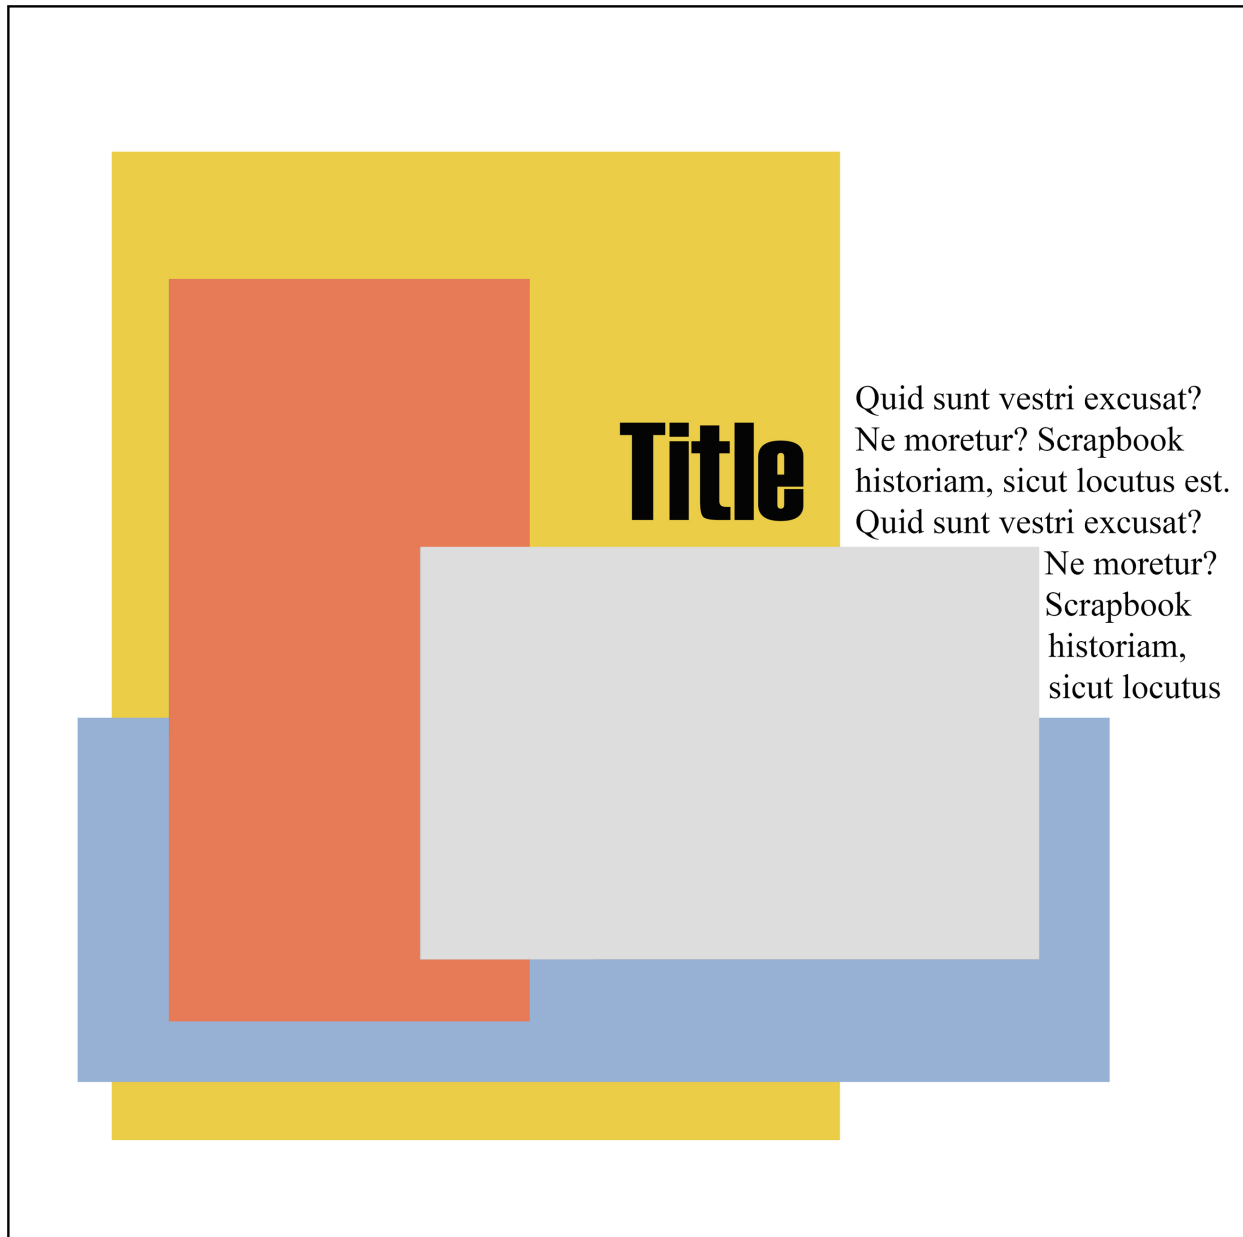 Title
Quid sunt vestri excusat?
Ne moretur? Scrapbook
historiam, sicut locutus est.
Quid sunt vestri excusat?
Ne moretur?
Scrapbook
historiam,
sicut locutus